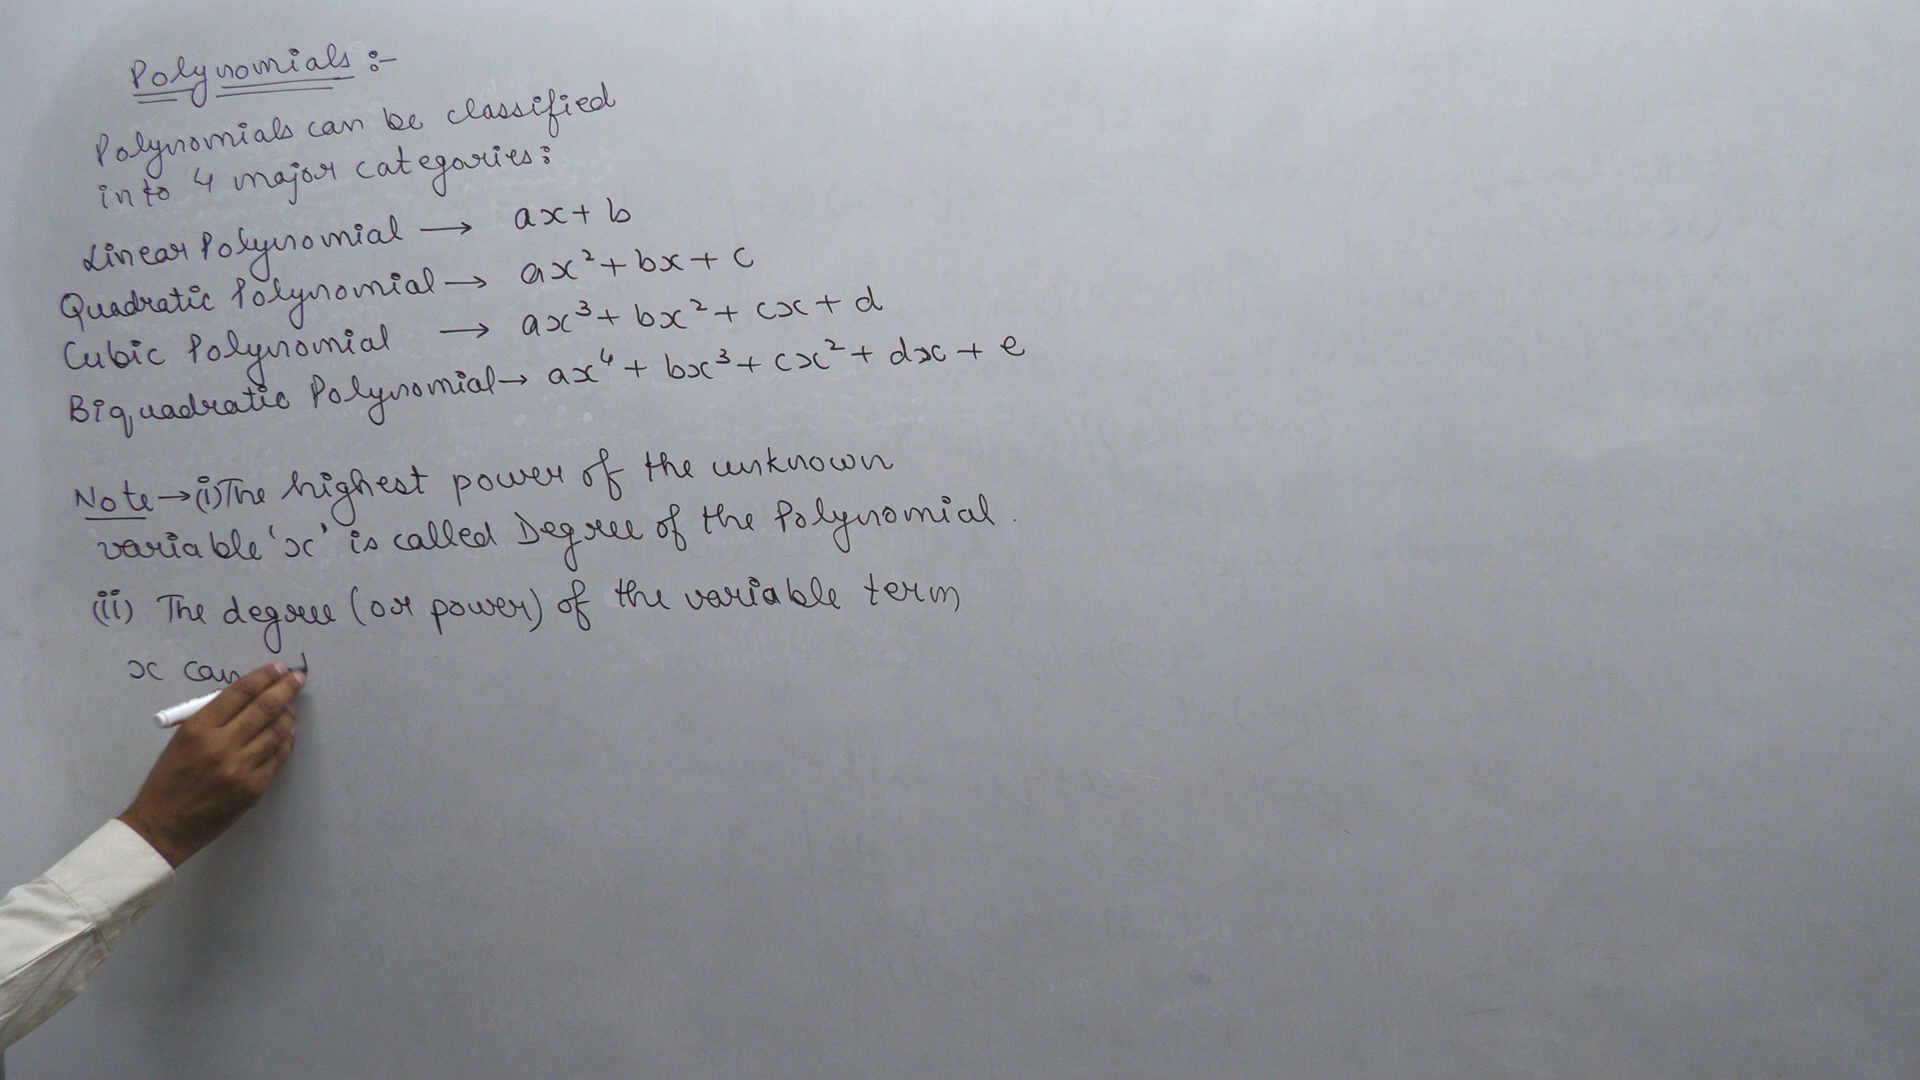 Polynomials :-
Polynomials can be classified
into 4 major categories:
Linear Polynomial → ax + b
Quadratic Polynomial → ax² + bx + c
Cubic Polynomial → ax³ + bx² + cx + d
Biquadratic Polynomial → ax⁴ + bx³ + cx² + dx + e
Note → (i) The highest power of the unknown
variable 'x' is called Degree of the Polynomial.
(ii) The degree (or power) of the variable term
x can